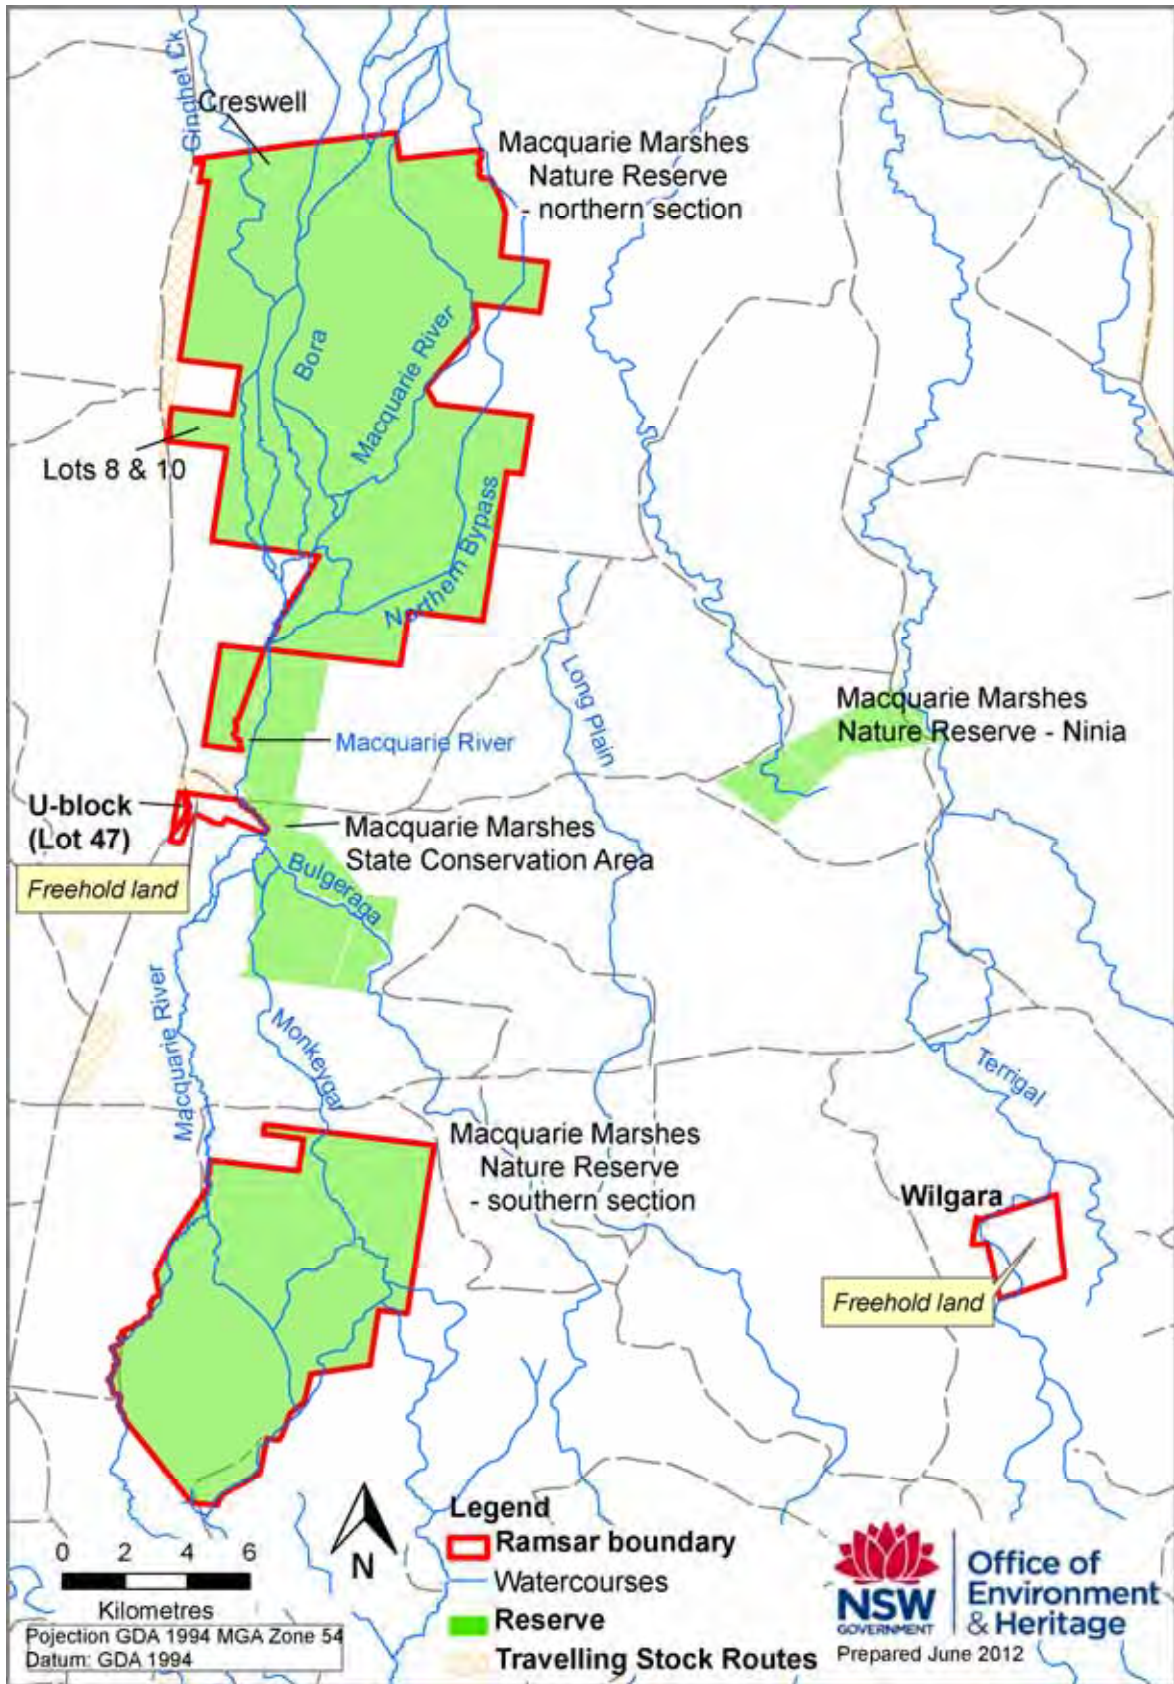 Ginghet Ck
Creswell
Macquarie Marshes
Nature Reserve
- northern section
Bora
Macquarie River
Lots 8 & 10
Northern Bypass
Long Plain
Macquarie Marshes
Nature Reserve - Ninia
Macquarie River
U-block
(Lot 47)
Macquarie Marshes
State Conservation Area
Freehold land
Bulgeraga
Macquarie River
Monkeygar
Terrigal
Macquarie Marshes
Nature Reserve
- southern section
Wilgara
Freehold land
N
0 2 4 6
Kilometres
Pojection GDA 1994 MGA Zone 54
Datum: GDA 1994
Legend
Ramsar boundary
Watercourses
Reserve
Travelling Stock Routes
NSW
GOVERNMENT
Office of
Environment
& Heritage
Prepared June 2012